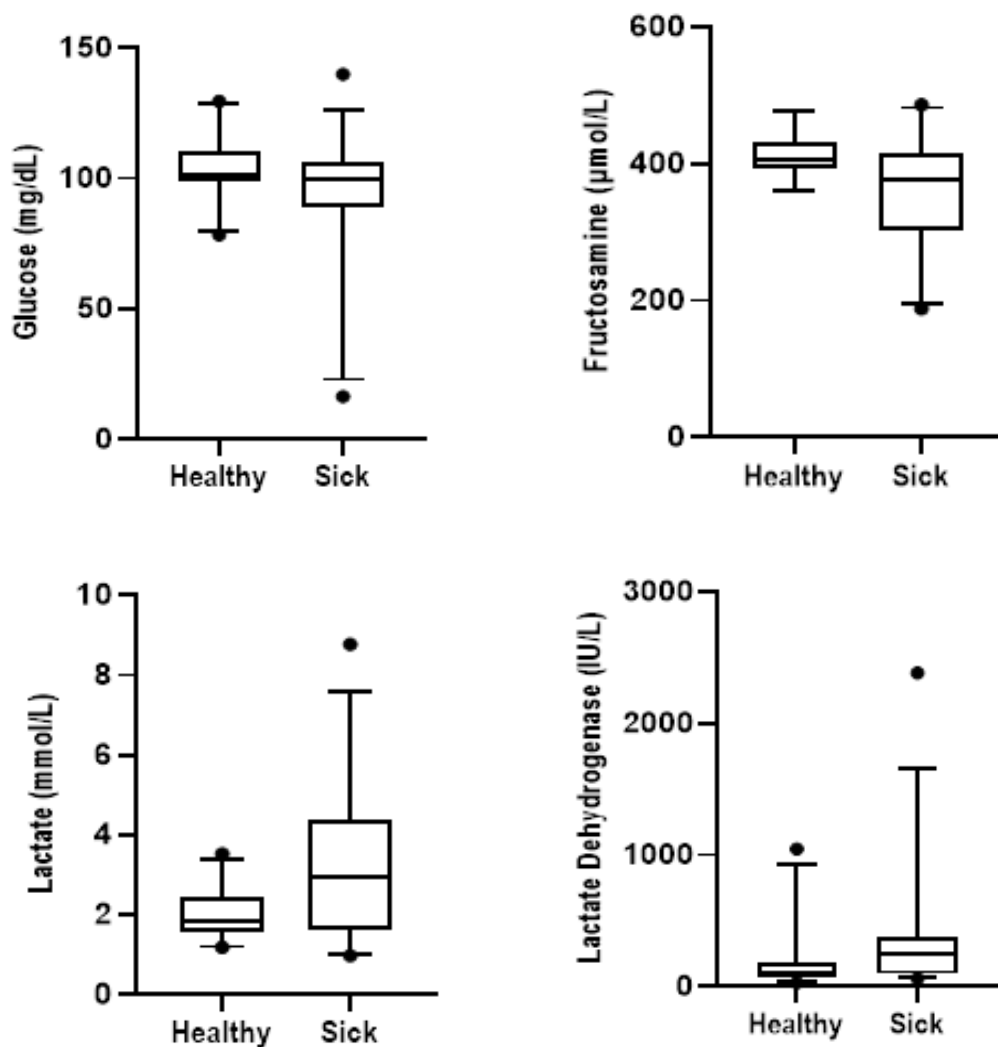 Glucose (mg/dL)
150
100
50
0
Healthy
Sick
Fructosamine (µmol/L)
600
400
200
0
Healthy
Sick
Lactate (mmol/L)
10
8
6
4
2
0
Healthy
Sick
Lactate Dehydrogenase (IU/L)
3000
2000
1000
0
Healthy
Sick